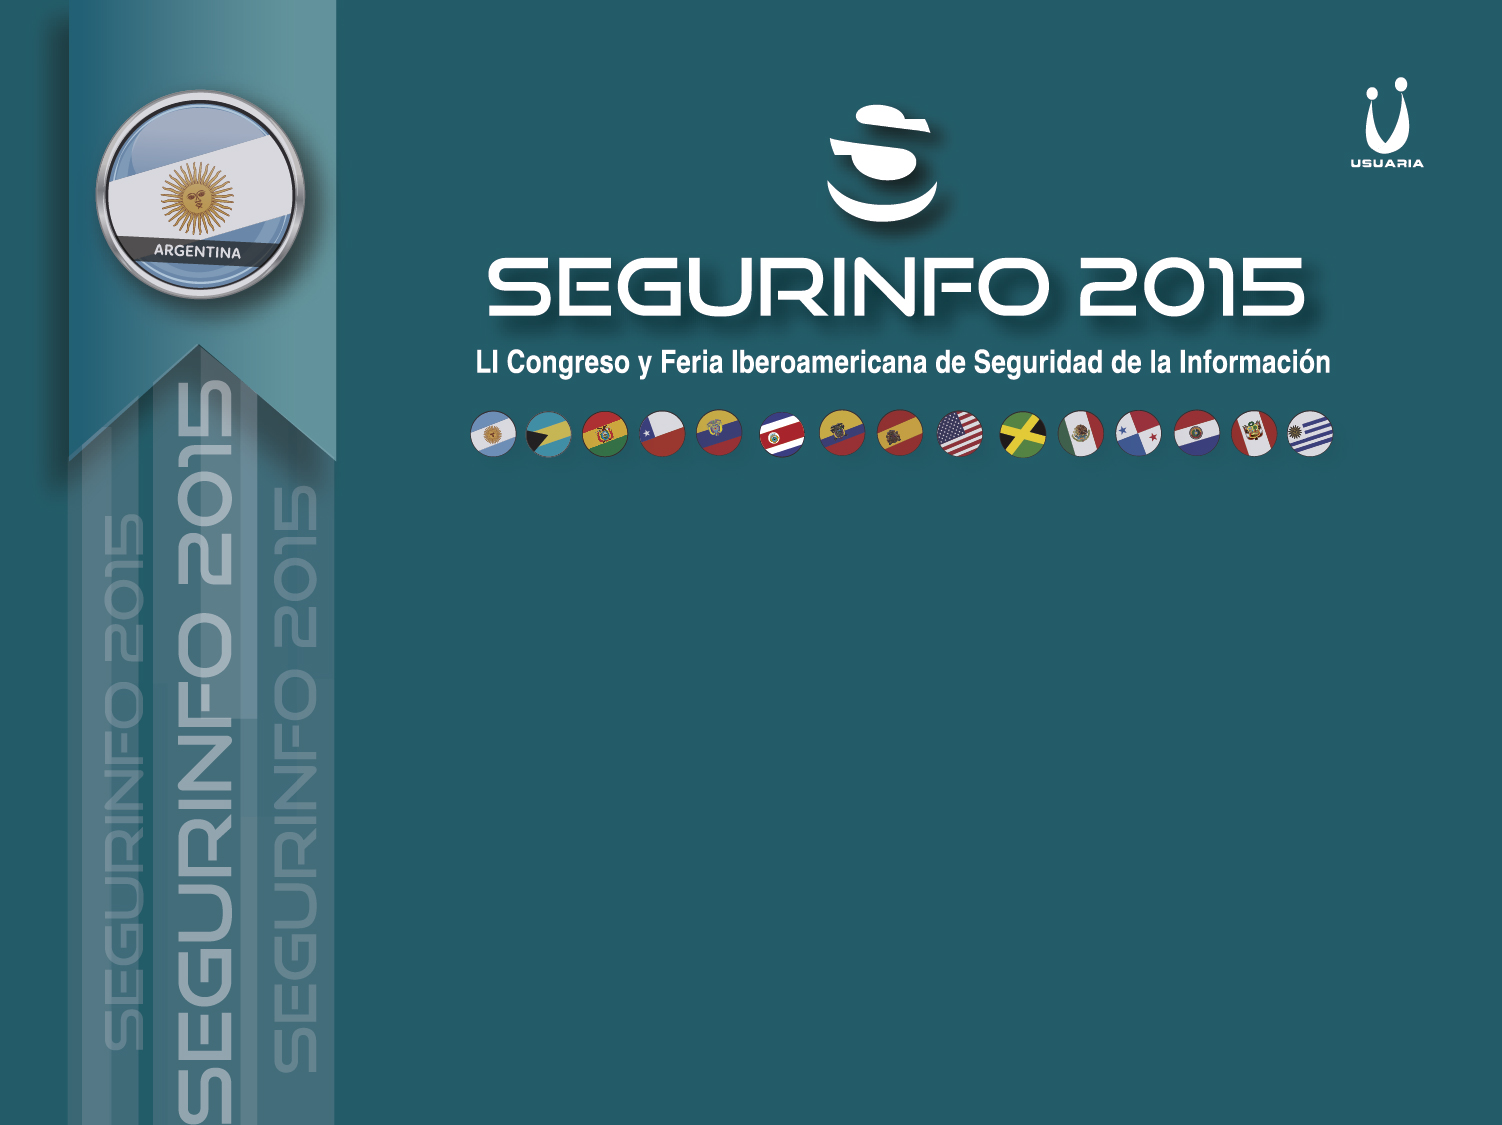 ARGENTINA
USUARIA
SEGURINFO 2015
LI Congreso y Feria Iberoamericana de Seguridad de la Información
SEGURINFO 2015
SEGURINFO 2015
SEGURINFO 2015